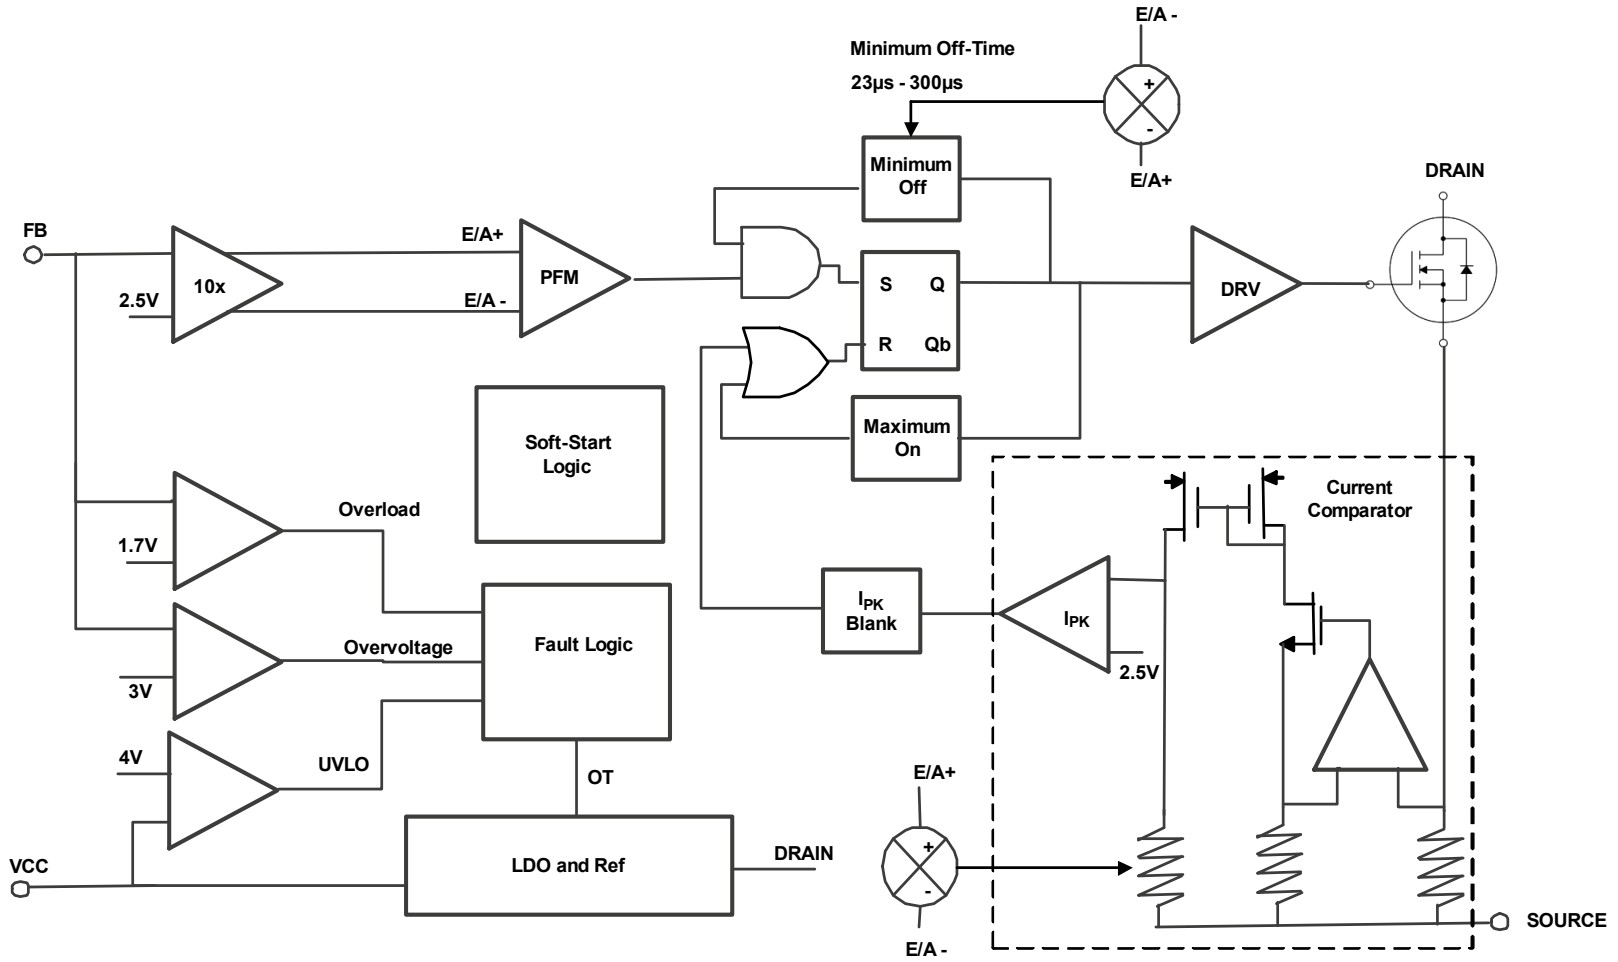 E/A -
Minimum Off-Time
23µs - 300µs
+
-
E/A+
Minimum
Off
DRAIN
FB
E/A+
10x
2.5V
E/A -
PFM
S
Q
R
Qb
DRV
Soft-Start
Logic
Maximum
On
Current
Comparator
Overload
1.7V
IPK
Blank
IPK
2.5V
Overvoltage
3V
Fault Logic
4V
UVLO
OT
E/A+
VCC
LDO and Ref
DRAIN
+
-
E/A -
SOURCE